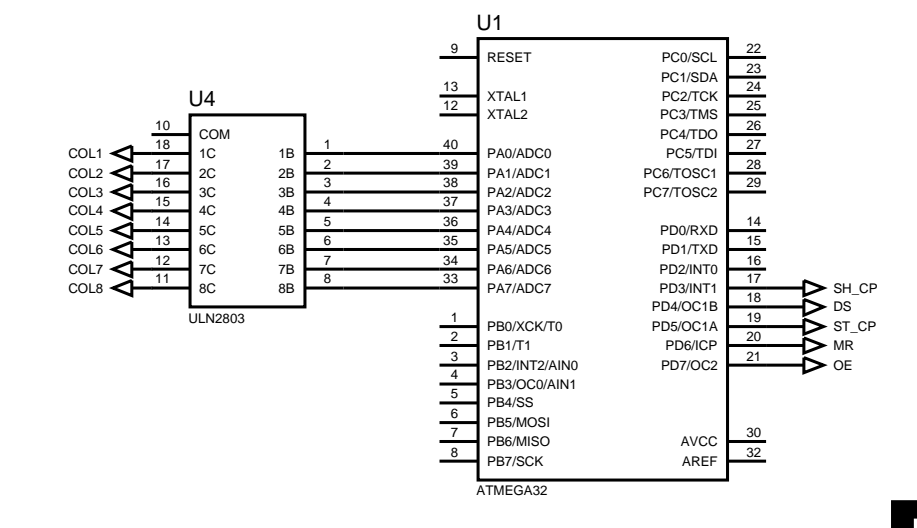 U1
9 RESET PC0/SCL 22
PC1/SDA 23
13 XTAL1 PC2/TCK 24
12 XTAL2 PC3/TMS 25
PC4/TDO 26
PC5/TDI 27
PC6/TOSC1 28
PC7/TOSC2 29
U4
10 COM
COL1 18 1C 1B 1 40 PA0/ADC0
COL2 17 2C 2B 2 39 PA1/ADC1
COL3 16 3C 3B 3 38 PA2/ADC2
COL4 15 4C 4B 4 37 PA3/ADC3
COL5 14 5C 5B 5 36 PA4/ADC4 PD0/RXD 14
COL6 13 6C 6B 6 35 PA5/ADC5 PD1/TXD 15
COL7 12 7C 7B 7 34 PA6/ADC6 PD2/INT0 16
COL8 11 8C 8B 8 33 PA7/ADC7 PD3/INT1 17 SH_CP
PD4/OC1B 18 DS
ULN2803
1 PB0/XCK/T0 PD5/OC1A 19 ST_CP
2 PB1/T1 PD6/ICP 20 MR
3 PB2/INT2/AIN0 PD7/OC2 21 OE
4 PB3/OC0/AIN1
5 PB4/SS
6 PB5/MOSI
7 PB6/MISO AVCC 30
8 PB7/SCK AREF 32
ATMEGA32